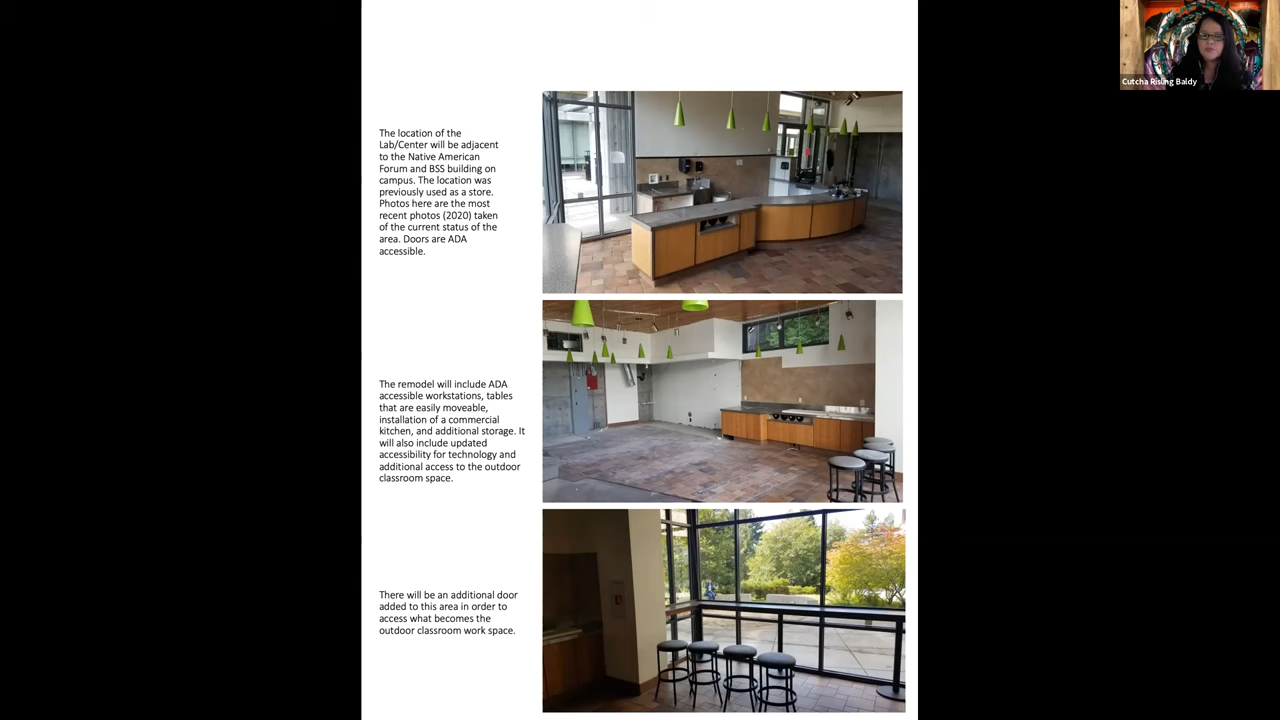 Cutcha Risling Baldy
The location of the
Lab/Center will be adjacent
to the Native American
Forum and BSS building on
campus. The location was
previously used as a store.
Photos here are the most
recent photos (2020) taken
of the current status of the
area. Doors are ADA
accessible.
The remodel will include ADA
accessible workstations, tables
that are easily moveable,
installation of a commercial
kitchen, and additional storage. It
will also include updated
accessibility for technology and
additional access to the outdoor
classroom space.
There will be an additional door
added to this area in order to
access what becomes the
outdoor classroom work space.